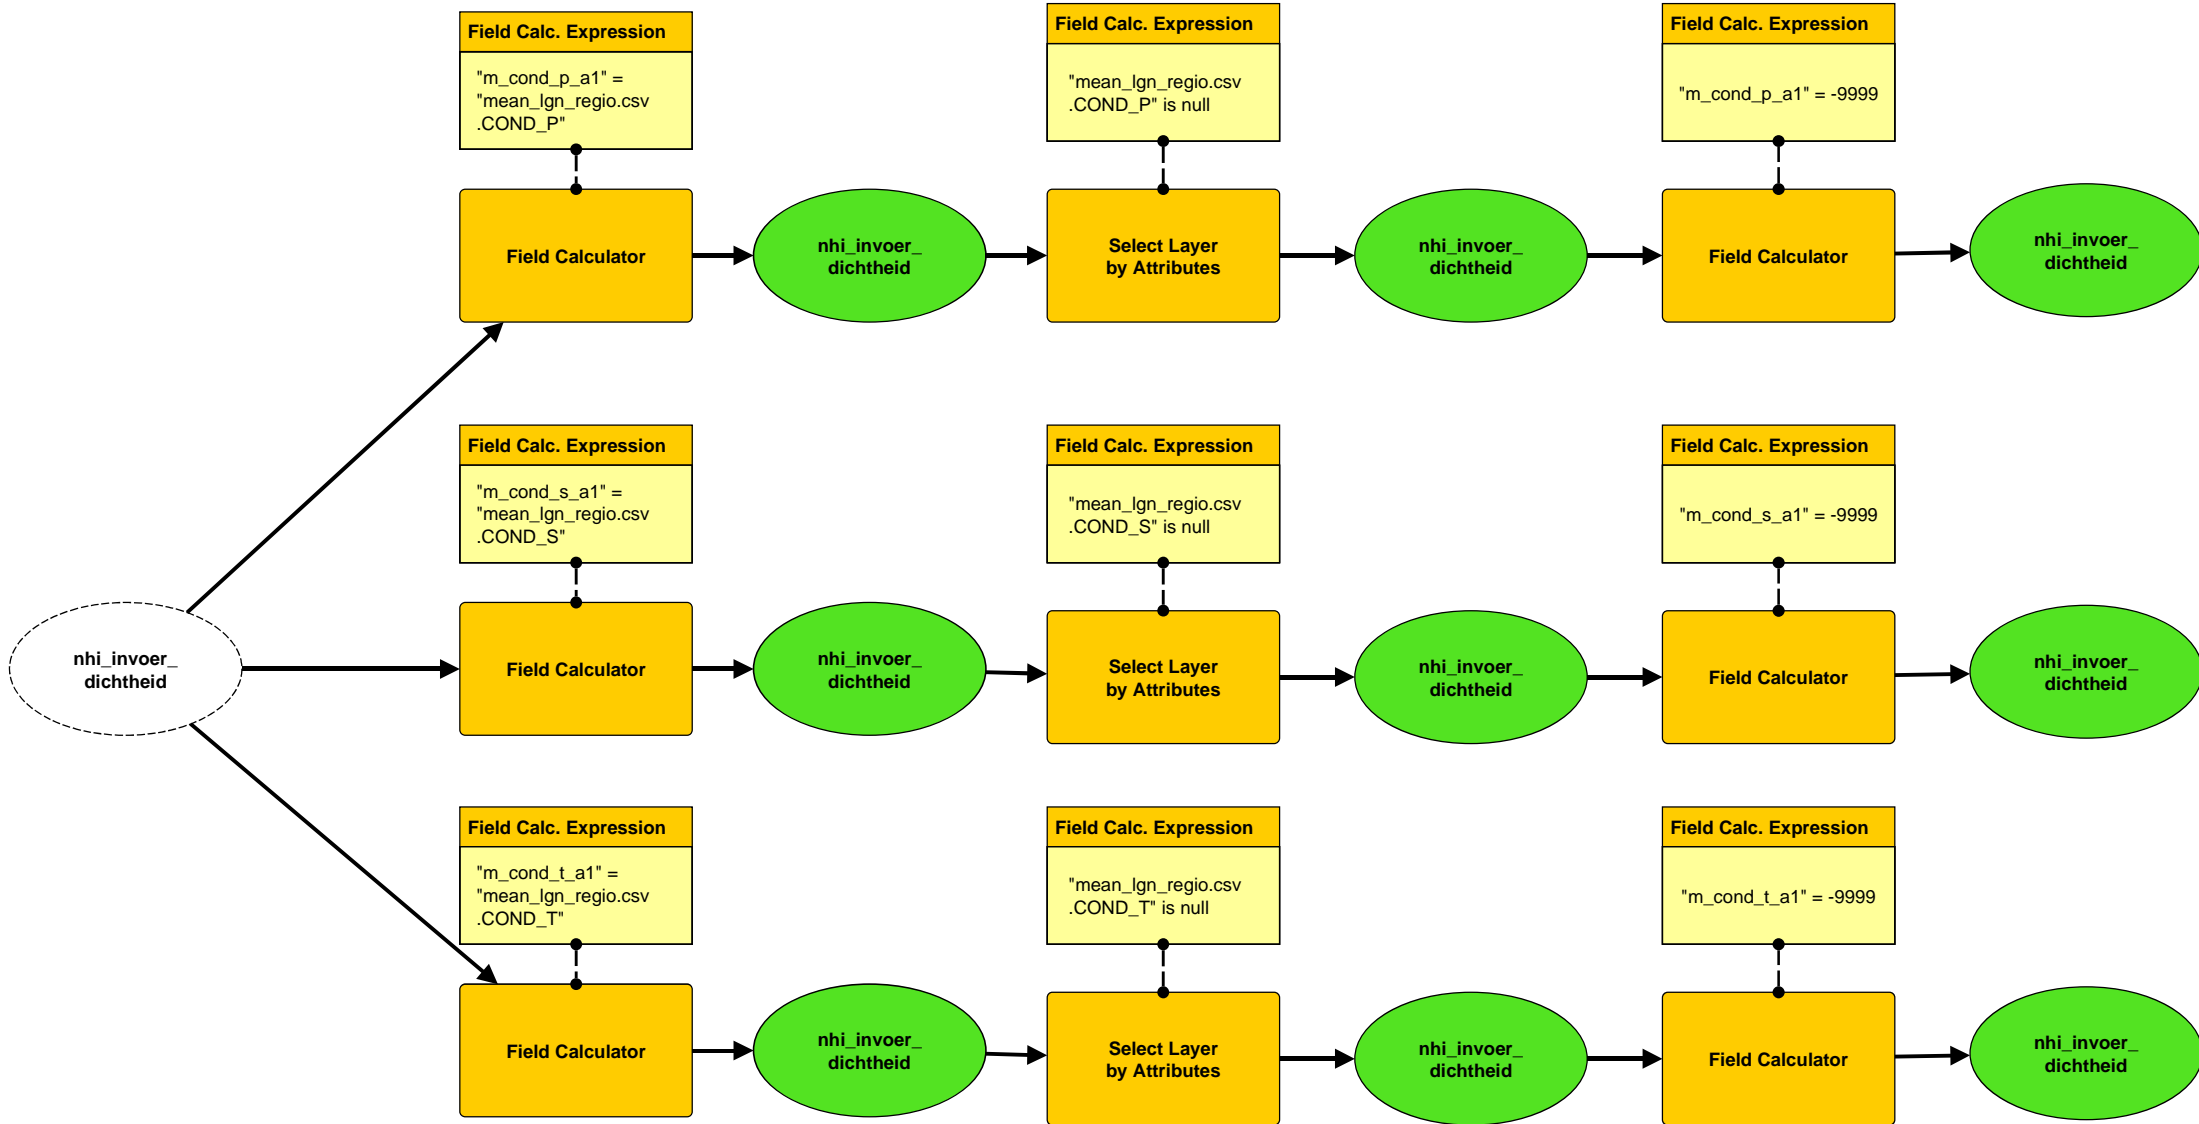 Field Calc. Expression
"m_cond_p_a1" =
"mean_lgn_regio.csv
.COND_P"
Field Calc. Expression
"mean_lgn_regio.csv
.COND_P" is null
Field Calc. Expression
"m_cond_p_a1" = -9999
Field Calculator
nhi_invoer_
dichtheid
Select Layer
by Attributes
nhi_invoer_
dichtheid
Field Calculator
nhi_invoer_
dichtheid
Field Calc. Expression
"m_cond_s_a1" =
"mean_lgn_regio.csv
.COND_S"
Field Calc. Expression
"mean_lgn_regio.csv
.COND_S" is null
Field Calc. Expression
"m_cond_s_a1" = -9999
nhi_invoer_
dichtheid
Field Calculator
nhi_invoer_
dichtheid
Select Layer
by Attributes
nhi_invoer_
dichtheid
Field Calculator
nhi_invoer_
dichtheid
Field Calc. Expression
"m_cond_t_a1" =
"mean_lgn_regio.csv
.COND_T"
Field Calc. Expression
"mean_lgn_regio.csv
.COND_T" is null
Field Calc. Expression
"m_cond_t_a1" = -9999
Field Calculator
nhi_invoer_
dichtheid
Select Layer
by Attributes
nhi_invoer_
dichtheid
Field Calculator
nhi_invoer_
dichtheid